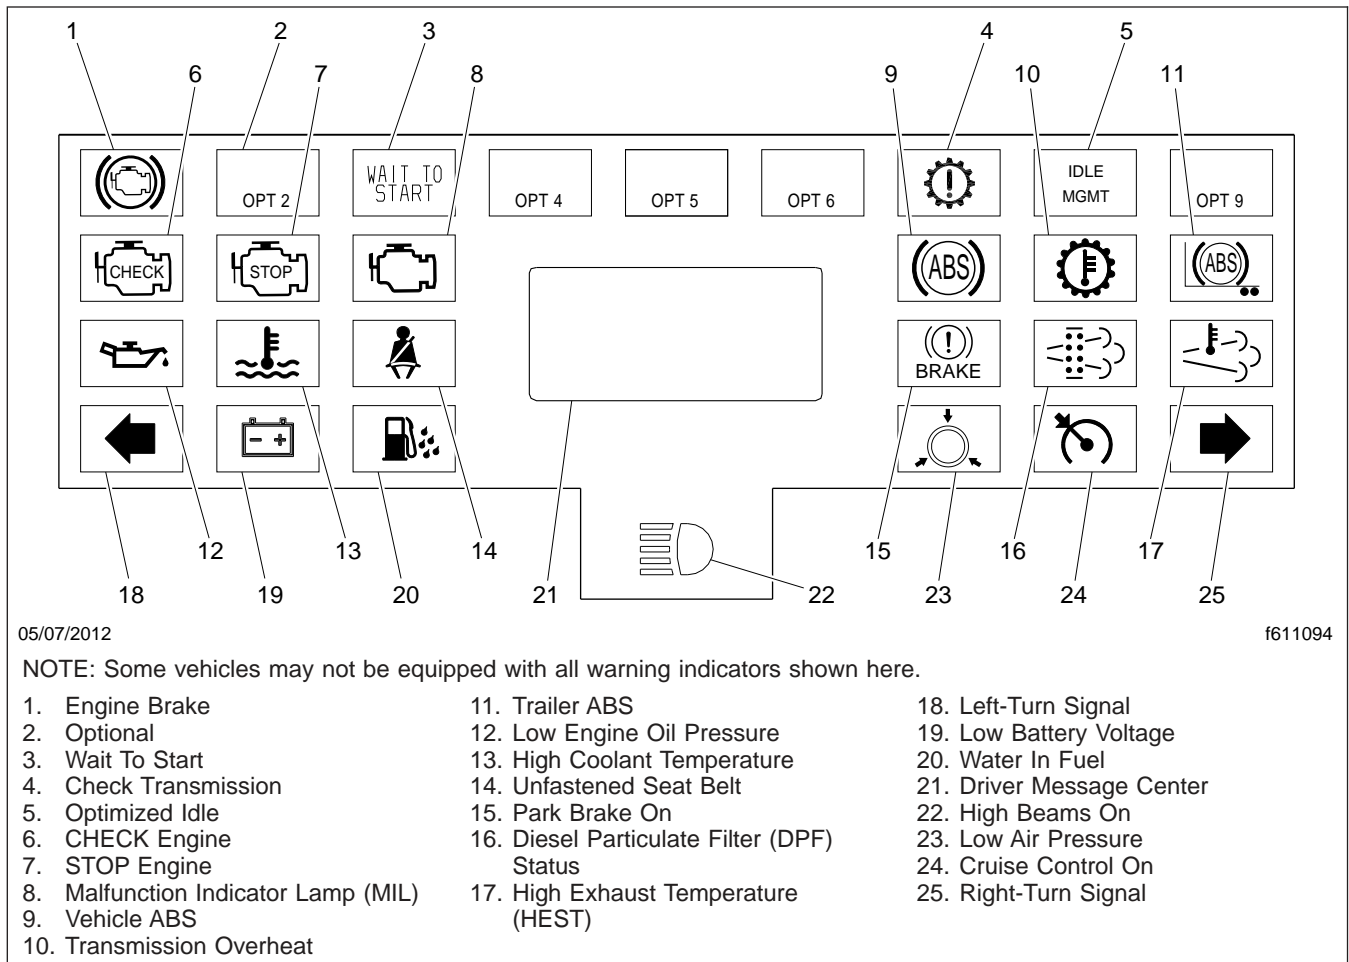 1 2 3 4 5
6 7 8 9 10 11
OPT 2 WAIT TO START OPT 4 OPT 5 OPT 6 IDLE MGMT OPT 9
CHECK STOP ABS ABS
BRAKE
12 13 14 15 16 17
18 19 20 21 22 23 24 25
05/07/2012 f611094
NOTE: Some vehicles may not be equipped with all warning indicators shown here.
1. Engine Brake
2. Optional
3. Wait To Start
4. Check Transmission
5. Optimized Idle
6. CHECK Engine
7. STOP Engine
8. Malfunction Indicator Lamp (MIL)
9. Vehicle ABS
10. Transmission Overheat
11. Trailer ABS
12. Low Engine Oil Pressure
13. High Coolant Temperature
14. Unfastened Seat Belt
15. Park Brake On
16. Diesel Particulate Filter (DPF)
Status
17. High Exhaust Temperature
(HEST)
18. Left-Turn Signal
19. Low Battery Voltage
20. Water In Fuel
21. Driver Message Center
22. High Beams On
23. Low Air Pressure
24. Cruise Control On
25. Right-Turn Signal